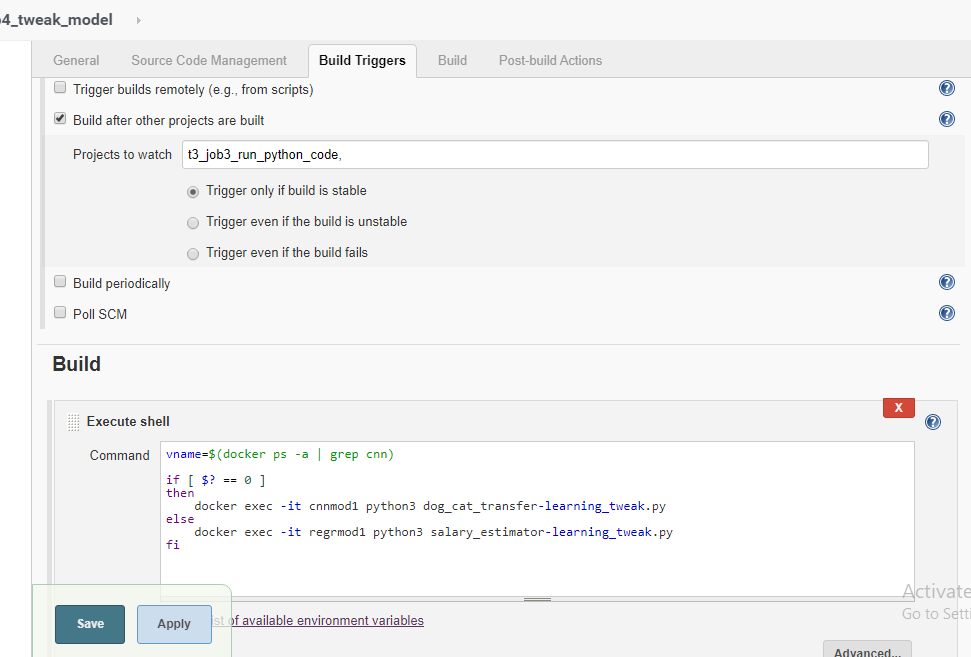 4_tweak_model
General Source Code Management Build Triggers Build Post-build Actions
Trigger builds remotely (e.g., from scripts)
Build after other projects are built
Projects to watch t3_job3_run_python_code,
Trigger only if build is stable
Trigger even if the build is unstable
Trigger even if the build fails
Build periodically
Poll SCM
Build
X
Execute shell
Command vname=$(docker ps -a | grep cnn)
if [ $? == 0 ]
then
docker exec -it cnnmod1 python3 dog_cat_transfer-learning_tweak.py
else
docker exec -it regrmod1 python3 salary_estimator-learning_tweak.py
fi
Activate
Go to Setti
Save Apply of available environment variables
Advanced...